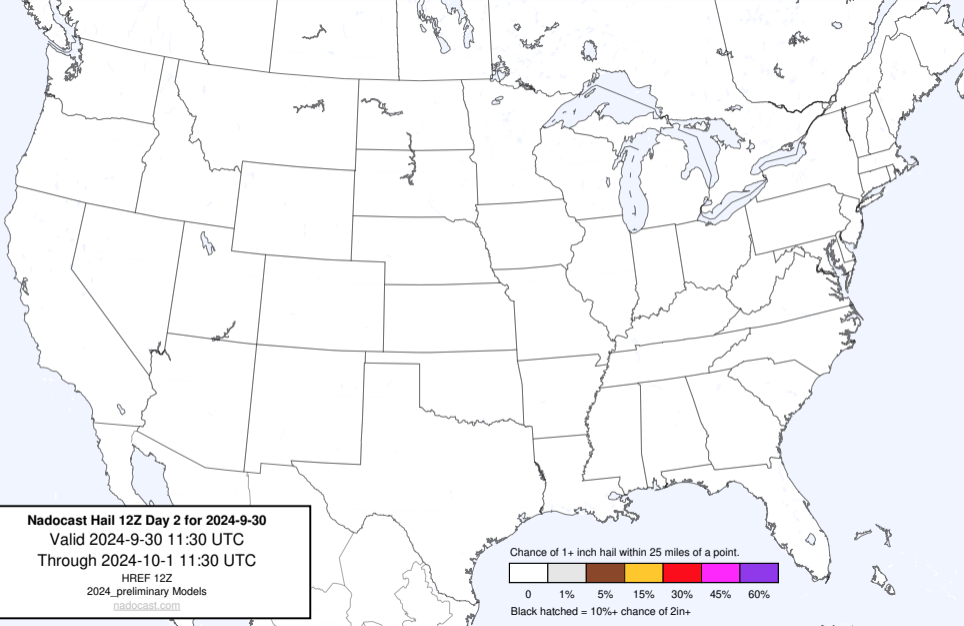 Nadocast Hail 12Z Day 2 for 2024-9-30
Valid 2024-9-30 11:30 UTC
Through 2024-10-1 11:30 UTC
HREF 12Z
2024_preliminary Models
nadocast.com
Chance of 1+ inch hail within 25 miles of a point.
0 1% 5% 15% 30% 45% 60%
Black hatched = 10%+ chance of 2in+